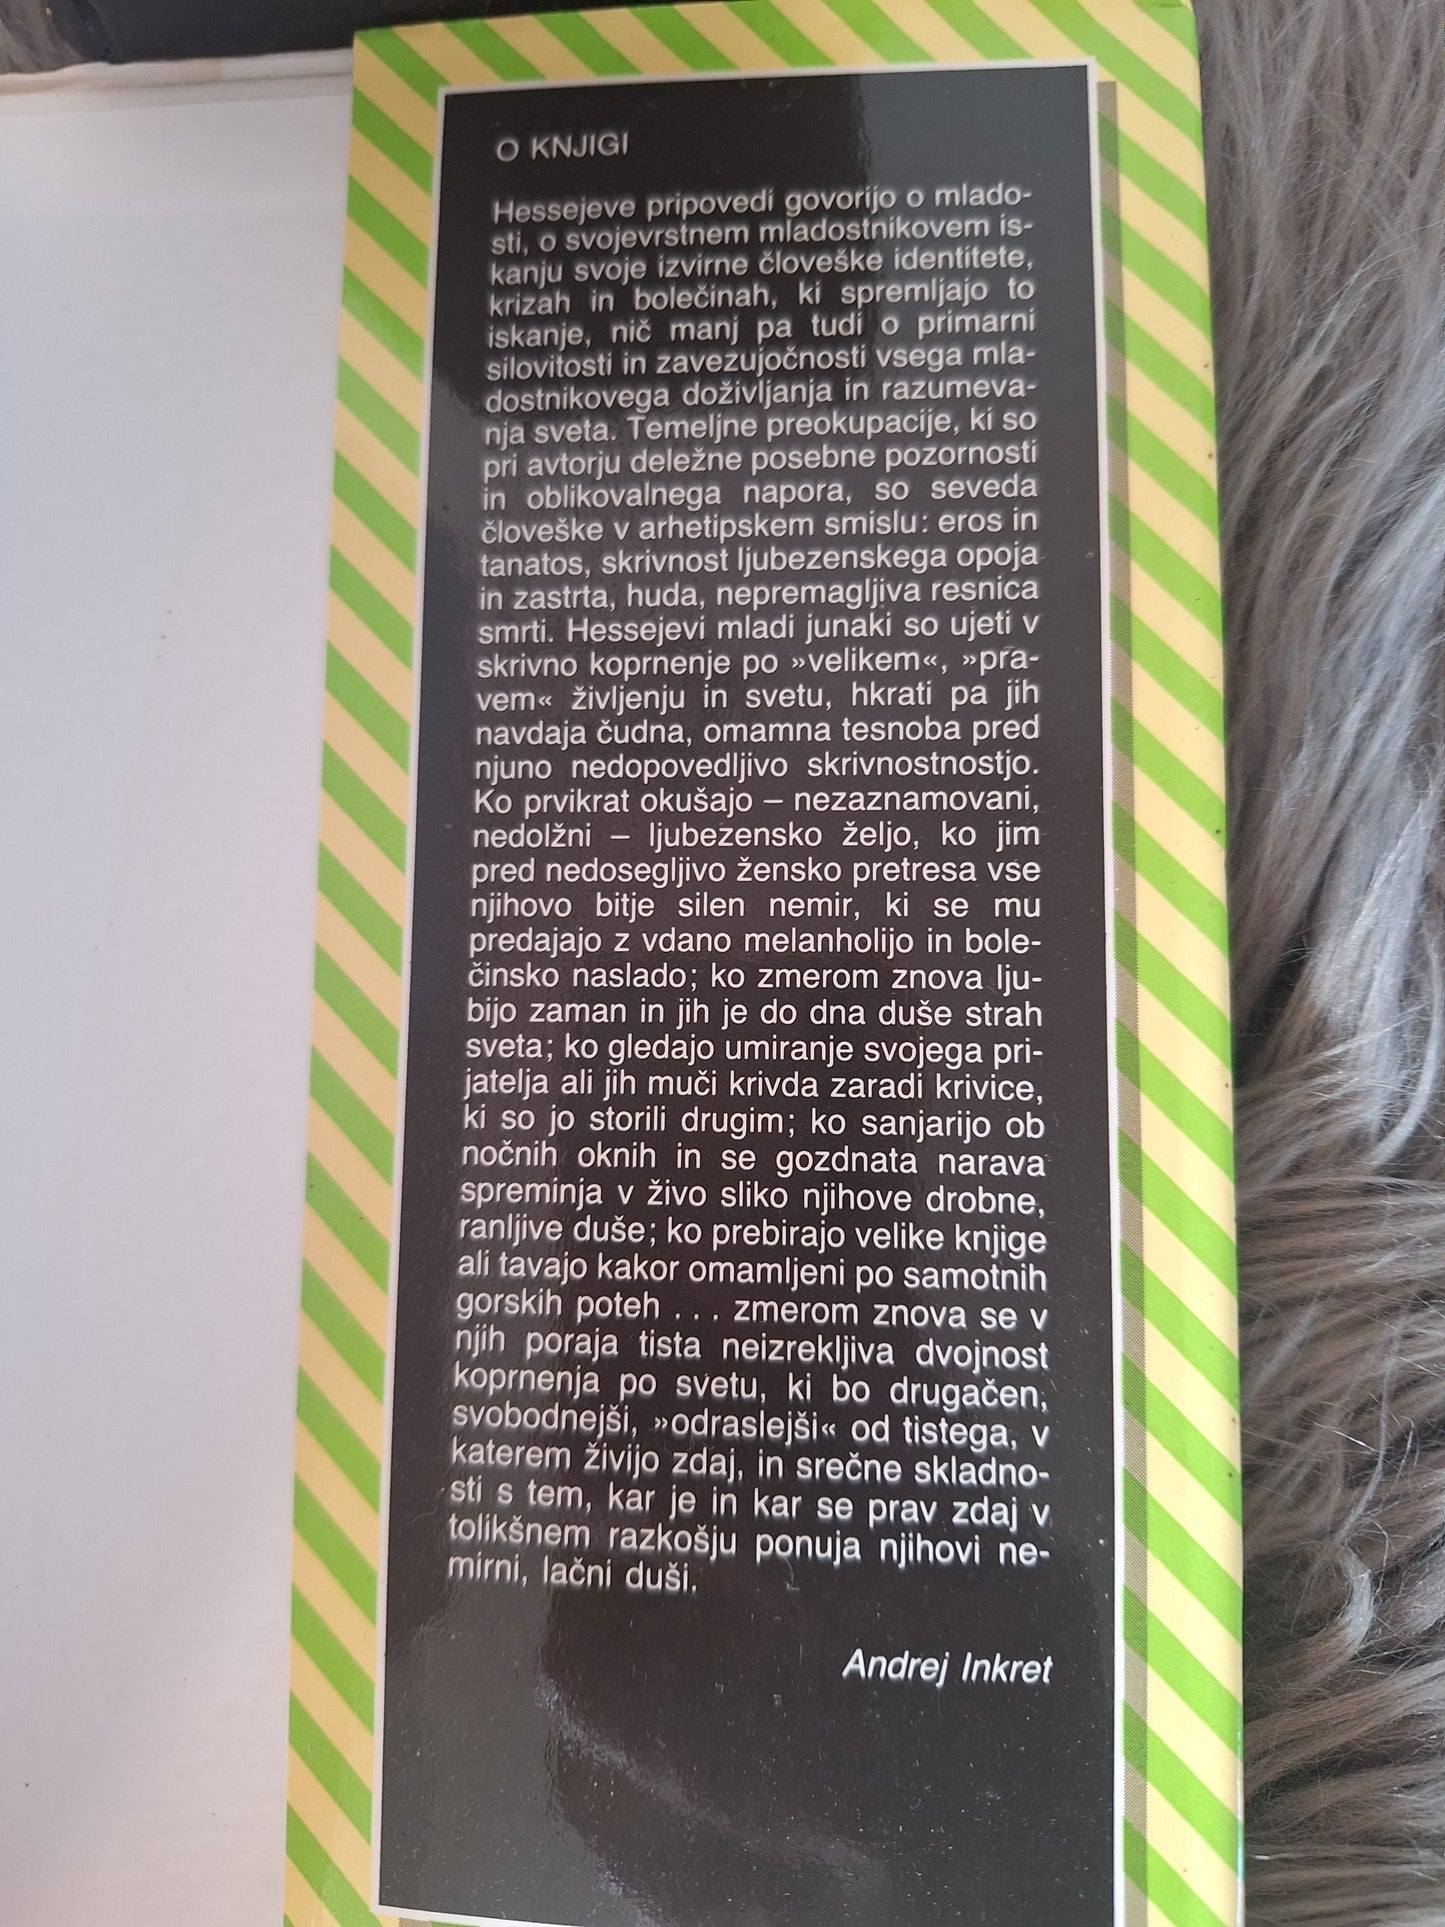 O KNJIGI
Hessejeve pripovedi govorijo o mlado-
sti, o svojevrstnem mladostnikovem is-
kanju svoje izvirne človeške identitete,
krizah in bolečinah, ki spremljajo to
iskanje, nič manj pa tudi o primarni
silovitosti in zavezujočnosti vsega mla-
dostnikovega doživljanja in razumeva-
nja sveta. Temeljne preokupacije, ki so
pri avtorju deležne posebne pozornosti
in oblikovalnega napora, so seveda
človeške v arhetipskem smislu: eros in
tanatos, skrivnost ljubezenskega opoja
in zastrta, huda, nepremagljiva resnica
smrti. Hessejevi mladi junaki so ujeti v
skrivno koprnenje po »velikem«, »pra-
vem« življenju in svetu, hkrati pa jih
navdaja čudna, omamna tesnoba pred
njuno nedopovedljivo skrivnostnostjo.
Ko prvikrat okušajo – nezaznamovani,
nedolžni – ljubezensko željo, ko jim
pred nedosegljivo žensko pretresa vse
njihovo bitje silen nemir, ki se mu
predajajo z vdano melanholijo in bole-
činsko naslado; ko zmerom znova lju-
bijo zaman in jih je do dna duše strah
sveta; ko gledajo umiranje svojega pri-
jatelja ali jih muči krivda zaradi krivice,
ki so jo storili drugim; ko sanjarijo ob
nočnih oknih in se gozdnata narava
spreminja v živo sliko njihove drobne,
ranljive duše; ko prebirajo velike knjige
ali tavajo kakor omamljeni po samotnih
gorskih poteh . . . zmerom znova se v
njih poraja tista neizrekljiva dvojnost
koprnenja po svetu, ki bo drugačen,
svobodnejši, »odraslejši« od tistega, v
katerem živijo zdaj, in srečne skladno-
sti s tem, kar je in kar se prav zdaj v
tolikšnem razkošju ponuja njihovi ne-
mirni, lačni duši.
Andrej Inkret